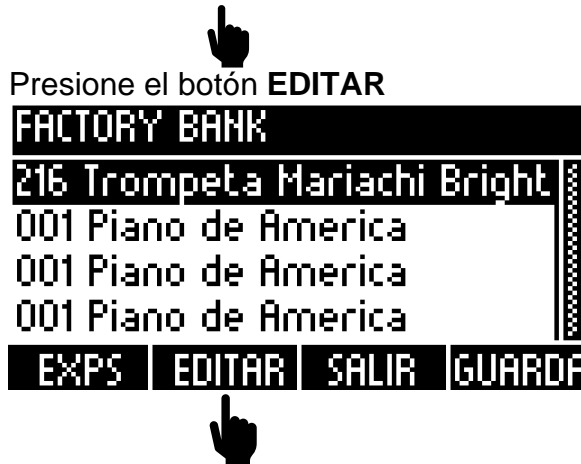 Presione el botón EDITAR
FACTORY BANK
216 Trompeta Mariachi Bright
001 Piano de America
001 Piano de America
001 Piano de America
EXPS EDITAR SALIR GUARDA